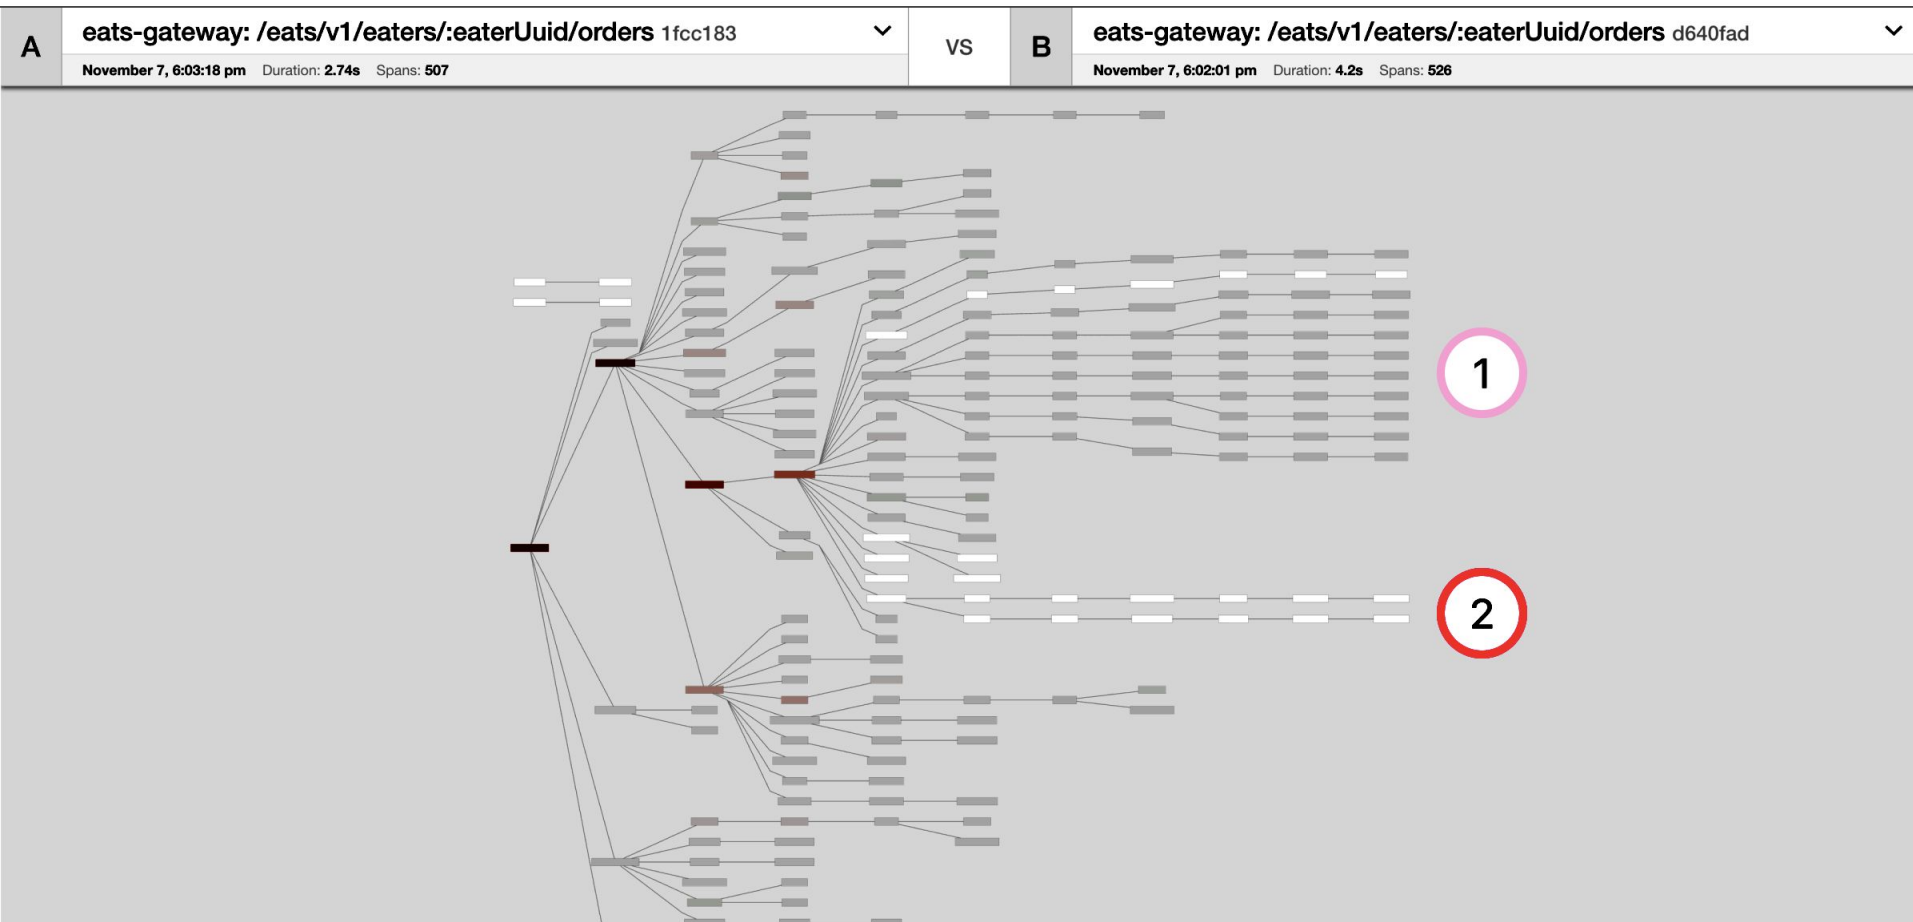 A
eats-gateway: /eats/v1/eaters/:eaterUuid/orders 1fcc183
November 7, 6:03:18 pm Duration: 2.74s Spans: 507
VS
B
eats-gateway: /eats/v1/eaters/:eaterUuid/orders d640fad
November 7, 6:02:01 pm Duration: 4.2s Spans: 526
1
2